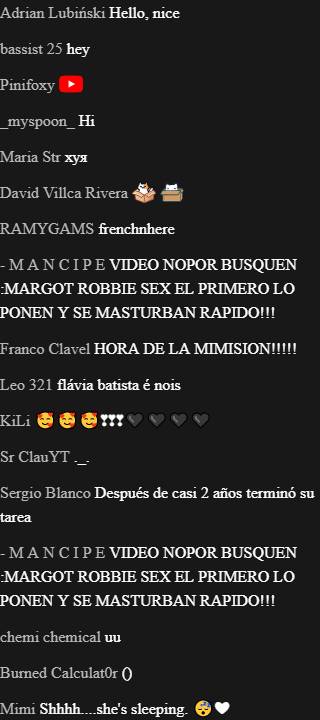 Adrian Lubiński Hello, nice
bassist 25 hey
Pinifoxy
_myspoon_ Hi
Maria Str хуя
David Villca Rivera
RAMYGAMS frenchnhere
- M A N C I P E VIDEO NOPOR BUSQUEN
:MARGOT ROBBIE SEX EL PRIMERO LO
PONEN Y SE MASTURBAN RAPIDO!!!
Franco Clavel HORA DE LA MIMISION!!!!!
Leo 321 flávia batista é nois
KiLi 🥰🥰🥰❣❣❣🖤🖤🖤🖤
Sr ClauYT ._.
Sergio Blanco Después de casi 2 años terminó su
tarea
- M A N C I P E VIDEO NOPOR BUSQUEN
:MARGOT ROBBIE SEX EL PRIMERO LO
PONEN Y SE MASTURBAN RAPIDO!!!
chemi chemical uu
Burned Calculat0r ()
Mimi Shhhh....she's sleeping. 😴🤍